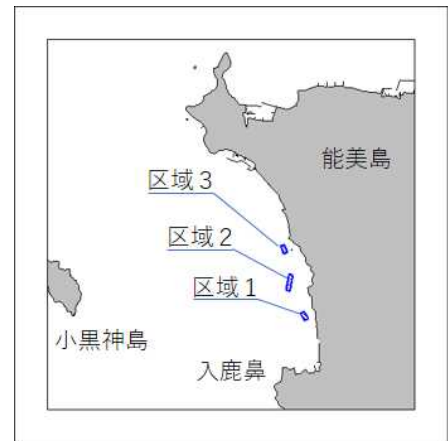 能美島
区域３
区域２
区域１
小黒神島
入鹿鼻